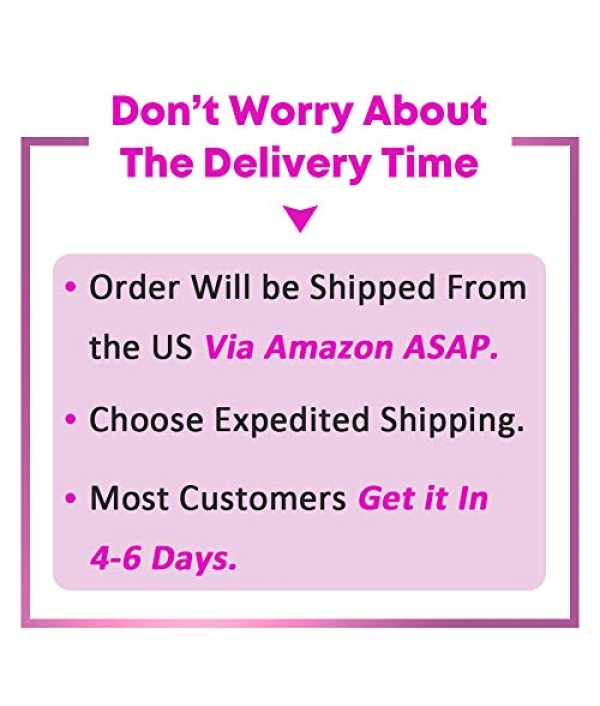 Don’t Worry About
The Delivery Time
• Order Will be Shipped From
the US Via Amazon ASAP.
• Choose Expedited Shipping.
• Most Customers Get it In
4-6 Days.